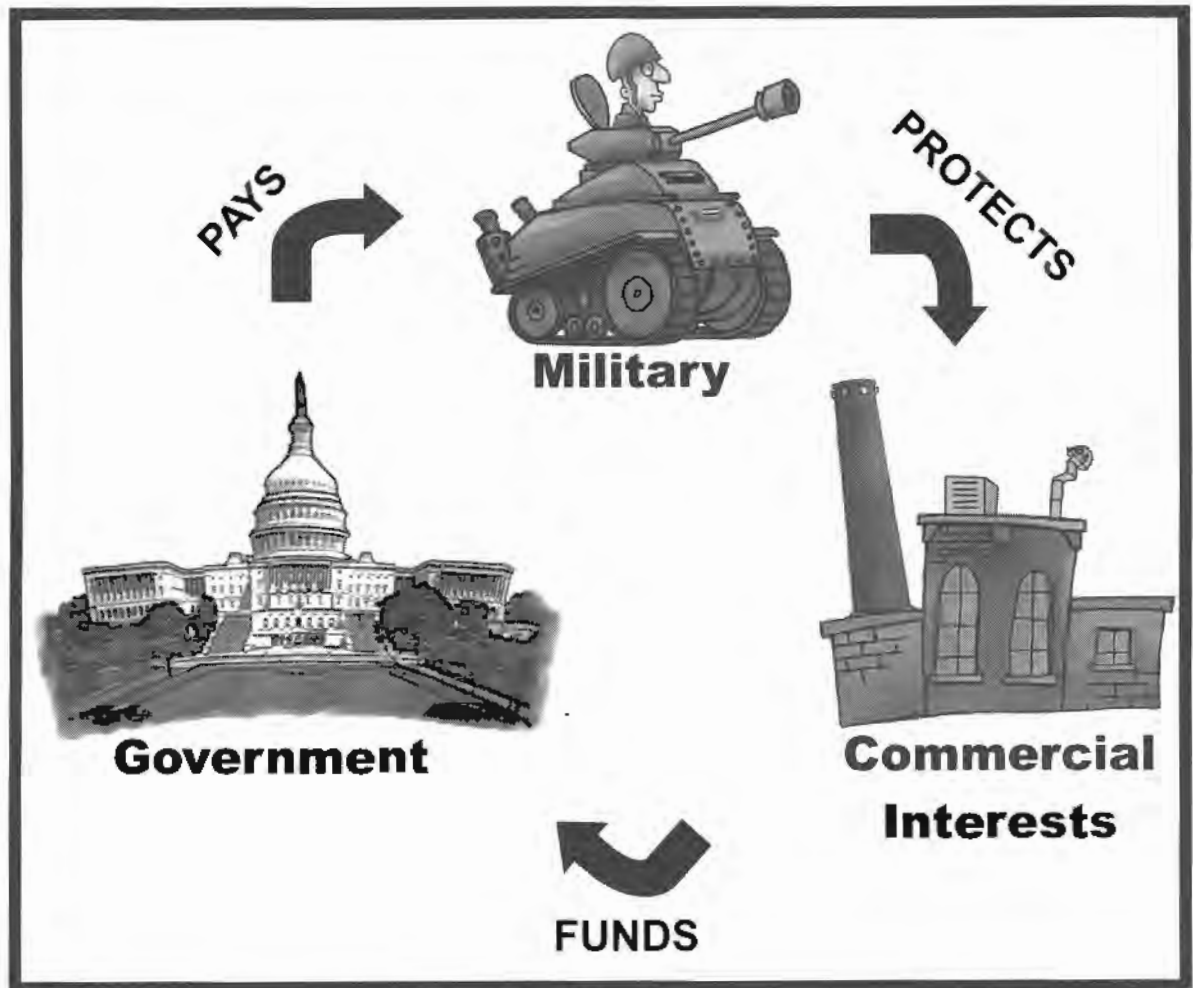 PAYS
PROTECTS
Military
Government
Commercial
Interests
FUNDS